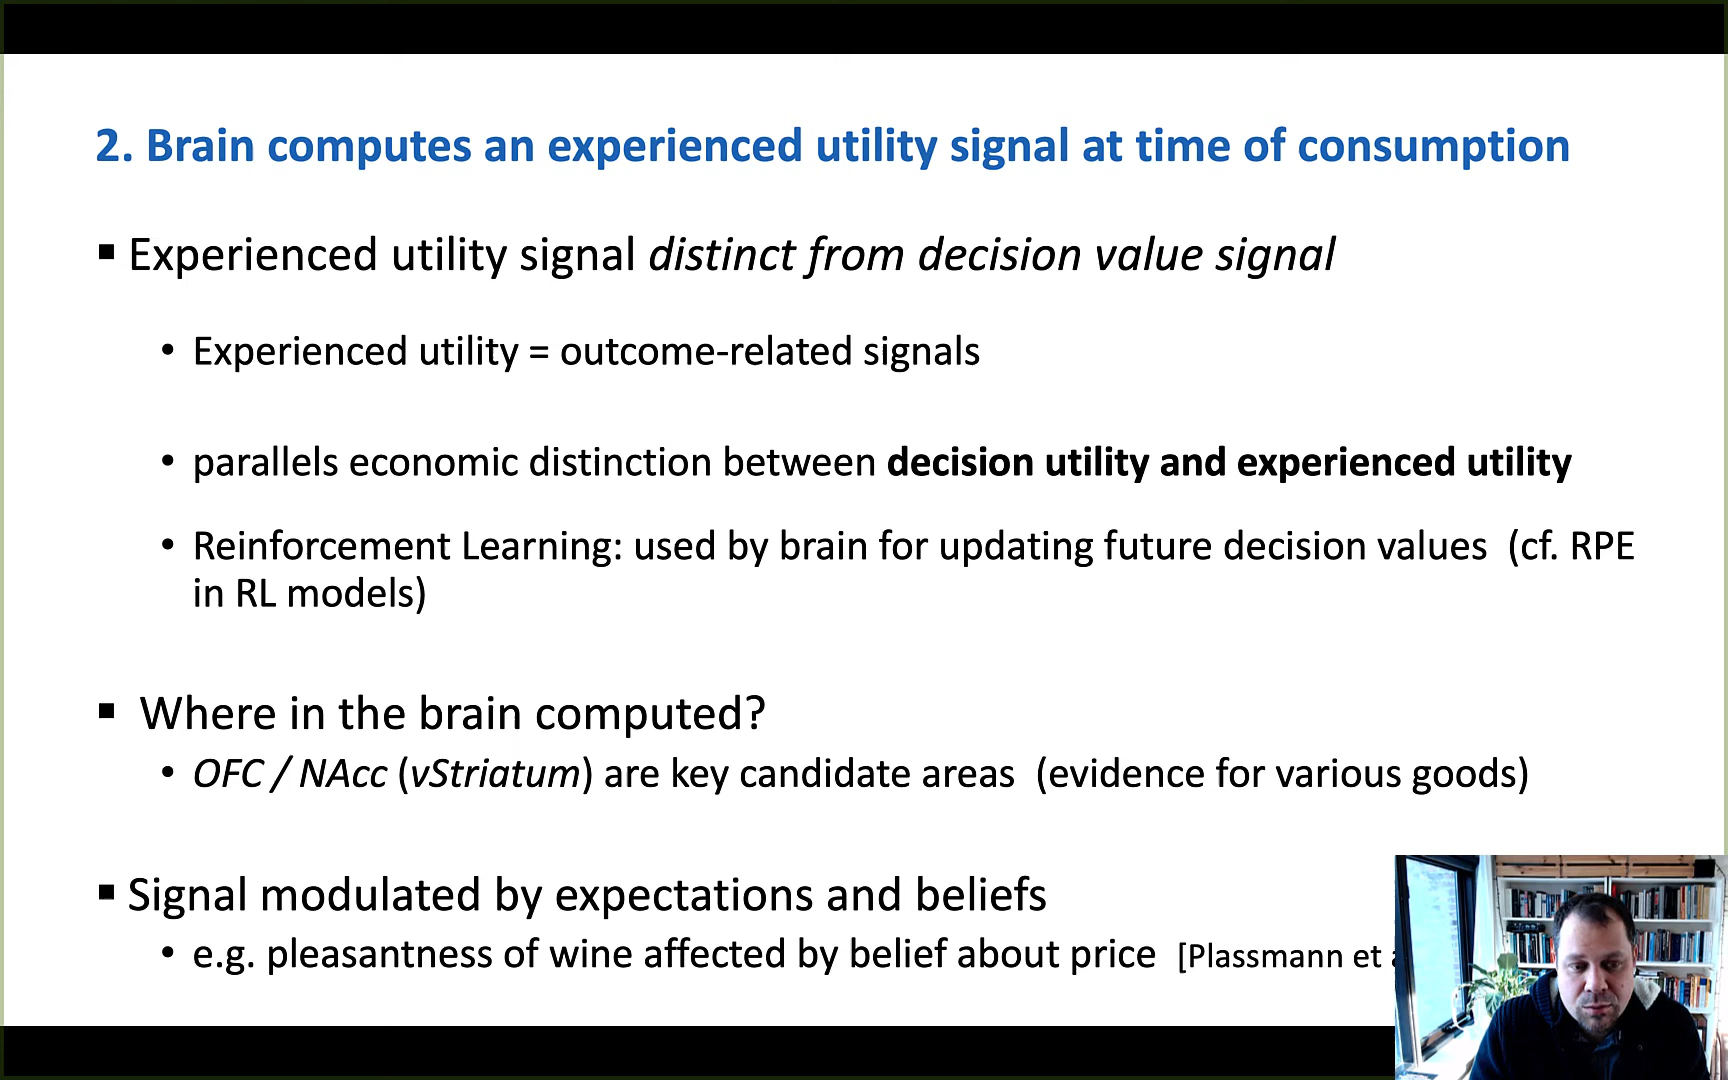 2. Brain computes an experienced utility signal at time of consumption
▪ Experienced utility signal distinct from decision value signal
• Experienced utility = outcome-related signals
• parallels economic distinction between decision utility and experienced utility
• Reinforcement Learning: used by brain for updating future decision values (cf. RPE
in RL models)
▪ Where in the brain computed?
• OFC / NAcc (vStriatum) are key candidate areas (evidence for various goods)
▪ Signal modulated by expectations and beliefs
• e.g. pleasantness of wine affected by belief about price [Plassmann et